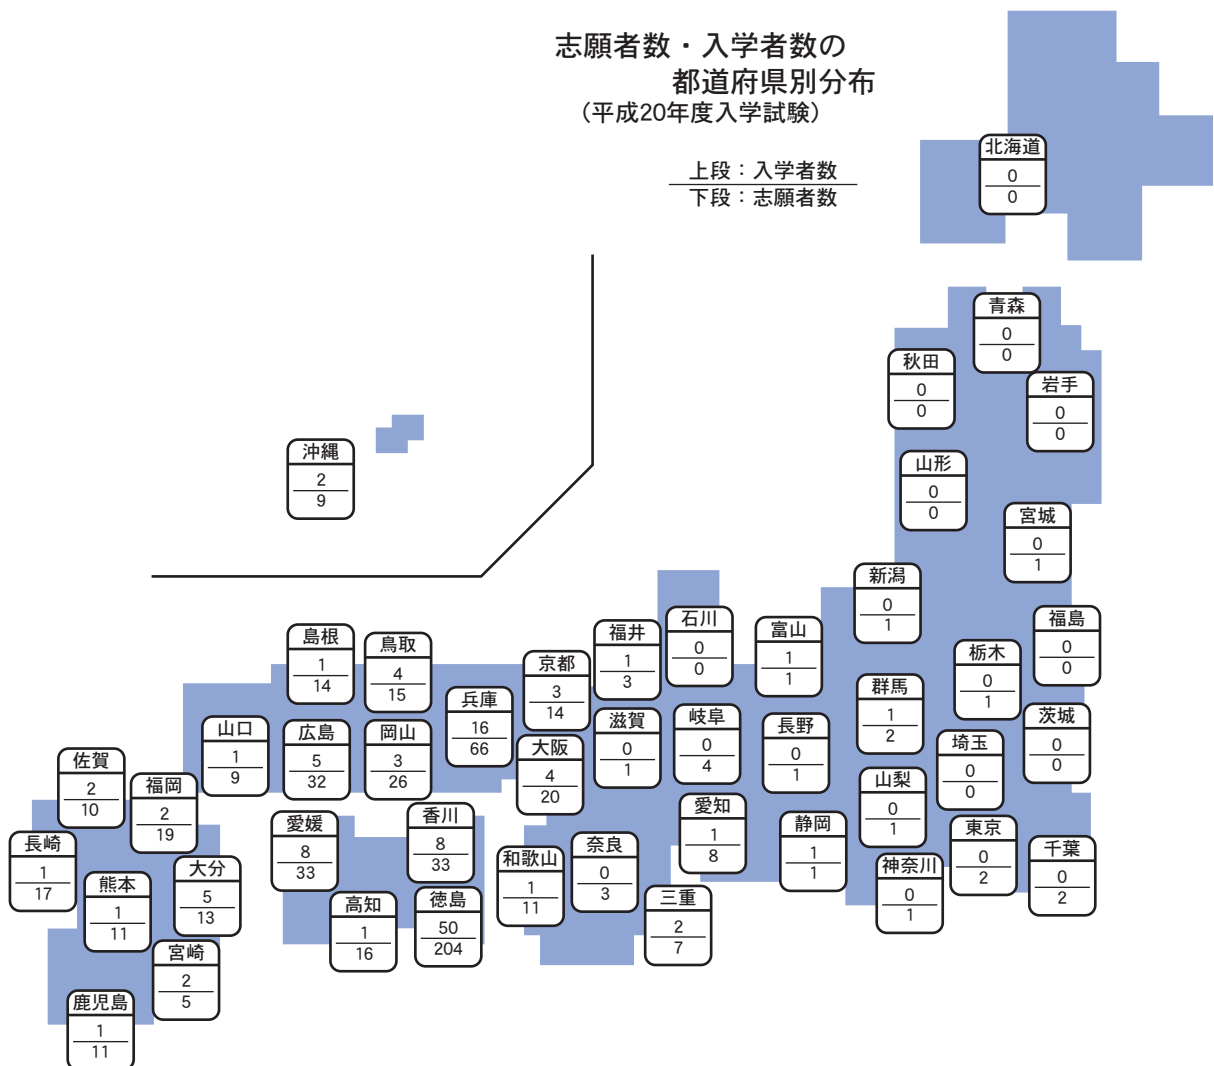 志願者数・入学者数の
都道府県別分布
（平成20年度入学試験）
上段：入学者数
下段：志願者数
北海道
0
0
青森
0
0
秋田
0
0
岩手
0
0
山形
0
0
宮城
0
1
沖縄
2
9
新潟
0
1
福島
0
0
栃木
0
1
石川
0
0
富山
1
1
福井
1
3
島根
1
14
鳥取
4
15
京都
3
14
兵庫
16
66
群馬
1
2
茨城
0
0
埼玉
0
0
滋賀
0
1
岐阜
0
4
長野
0
1
山口
1
9
広島
5
32
岡山
3
26
大阪
4
20
山梨
0
1
佐賀
2
10
福岡
2
19
愛知
1
8
静岡
1
1
東京
0
2
千葉
0
2
神奈川
0
1
愛媛
8
33
香川
8
33
長崎
1
17
大分
5
13
熊本
1
11
和歌山
1
11
奈良
0
3
三重
2
7
高知
1
16
徳島
50
204
宮崎
2
5
鹿児島
1
11